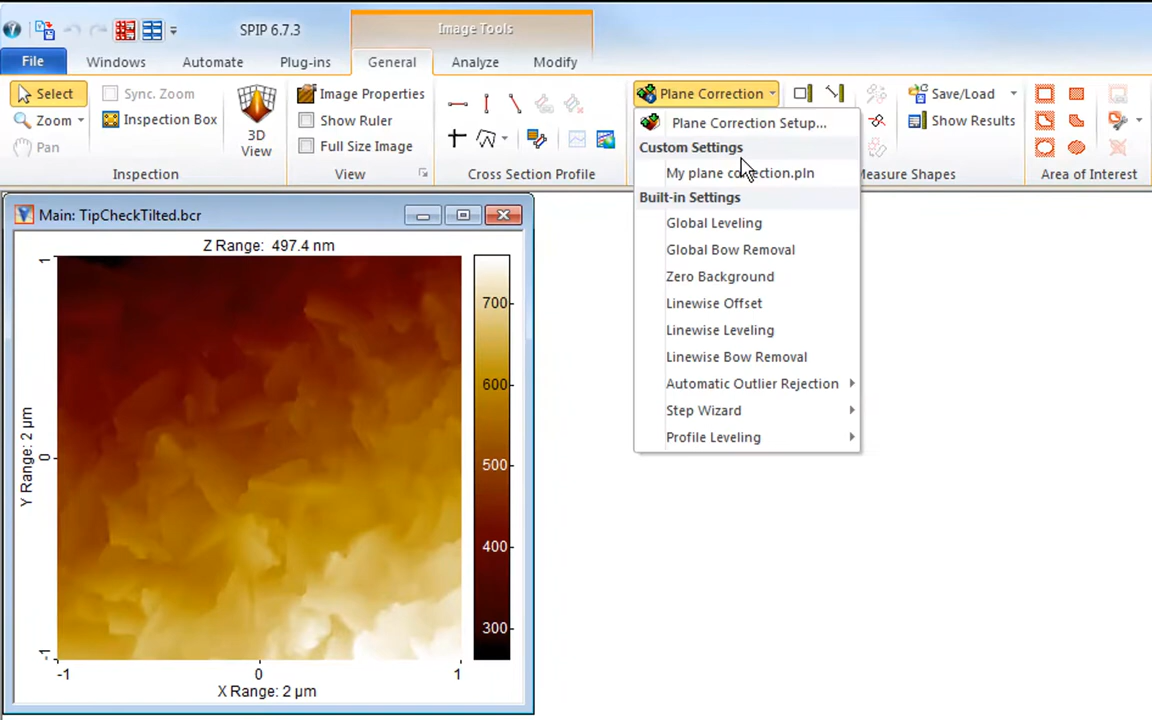 SPIP 6.7.3
Image Tools
File
Windows
Automate
Plug-ins
General
Analyze
Modify
Select
Zoom
Pan
Sync. Zoom
Inspection Box
Inspection
3D
View
Image Properties
Show Ruler
Full Size Image
View
Cross Section Profile
Plane Correction
Save/Load
Show Results
Measure Shapes
Area of Interest
Plane Correction Setup...
Custom Settings
My plane correction.pln
Built-in Settings
Global Leveling
Global Bow Removal
Zero Background
Linewise Offset
Linewise Leveling
Linewise Bow Removal
Automatic Outlier Rejection
Step Wizard
Profile Leveling
Main: TipCheckTilted.bcr
Z Range: 497.4 nm
1
0
-1
Y Range: 2 µm
-1
0
1
X Range: 2 µm
700
600
500
400
300